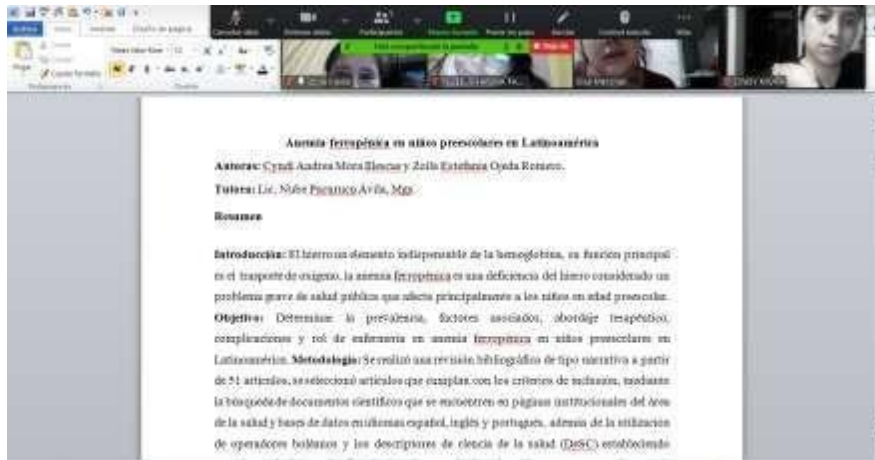 Anemia ferropénica en niños preescolares en Latinoamérica
Autoras: Cyndi Andrea Mora Illescas y Zoila Estefania Ojeda Romero.
Tutora: Lic. Nube Pacurucu Avila, Mgs
Resumen
Introducción: El hierro un elemento indispensable de la hemoglobina, su función principal
es el trasporte de oxigeno, la anemia ferropénica es una deficiencia del hierro considerado un
problema grave de salud pública que afecta principalmente a los niños en edad preescolar.
Objetivo: Determinar la prevalencia, factores asociados, abordaje terapéutico,
complicaciones y rol de enfermería en anemia ferropénica en niños preescolares en
Latinoamérica. Metodología: Se realizó una revisión bibliográfica de tipo narrativa a partir
de 51 artículos, se seleccionó artículos que cumplan con los criterios de inclusión, mediante
la búsqueda de documentos científicos que se encuentren en páginas institucionales del área
de la salud y bases de datos en idiomas español, inglés y portugués, además de la utilización
de operadores boléanos y los descriptores de ciencia de la salud (DeSC) estableciendo